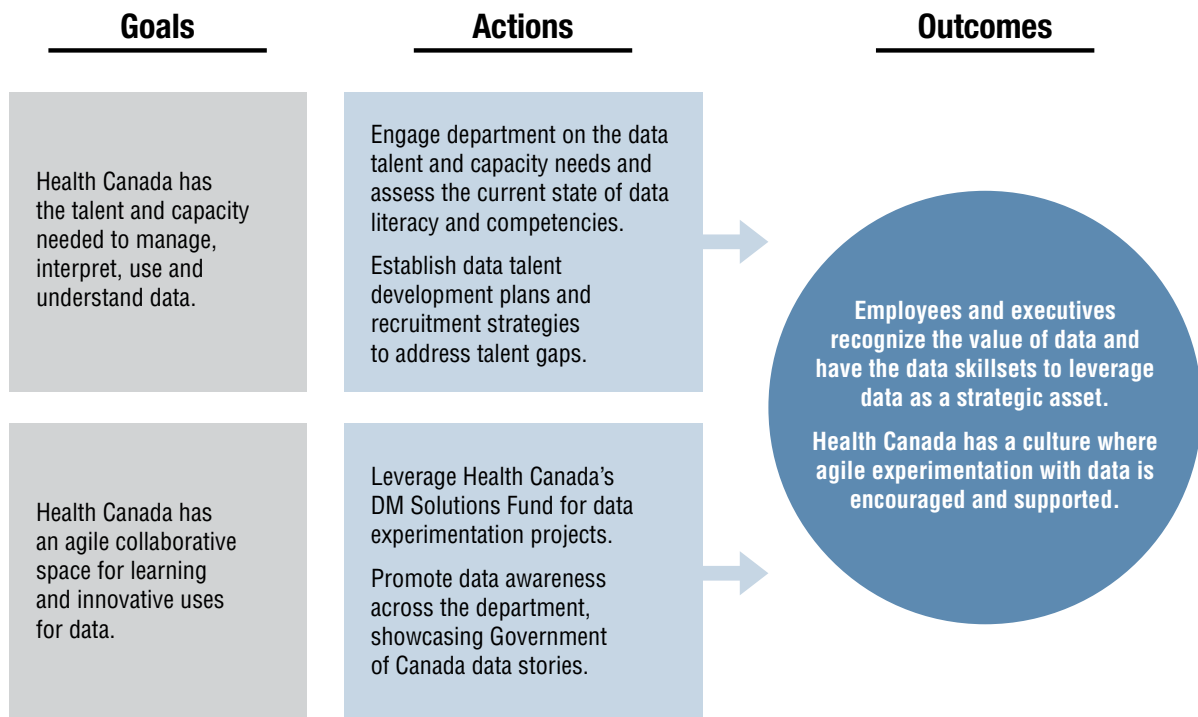 Goals
Actions
Outcomes
Health Canada has
the talent and capacity
needed to manage,
interpret, use and
understand data.
Engage department on the data
talent and capacity needs and
assess the current state of data
literacy and competencies.
Establish data talent
development plans and
recruitment strategies
to address talent gaps.
Health Canada has
an agile collaborative
space for learning
and innovative uses
for data.
Leverage Health Canada’s
DM Solutions Fund for data
experimentation projects.
Promote data awareness
across the department,
showcasing Government
of Canada data stories.
Employees and executives
recognize the value of data and
have the data skillsets to leverage
data as a strategic asset.
Health Canada has a culture where
agile experimentation with data is
encouraged and supported.